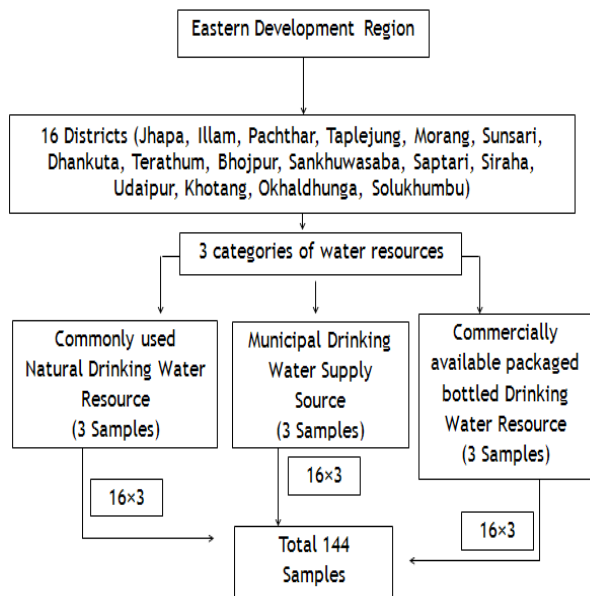 Eastern Development Region
16 Districts (Jhapa, Illam, Pachthar, Taplejung, Morang, Sunsari,
Dhankuta, Terathum, Bhojpur, Sankhuwasaba, Saptari, Siraha,
Udaipur, Khotang, Okhaldhunga, Solukhumbu)
3 categories of water resources
Commonly used
Natural Drinking Water
Resource
(3 Samples)
Municipal Drinking
Water Supply
Source
(3 Samples)
Commercially
available packaged
bottled Drinking
Water Resource
(3 Samples)
16×3
16×3
16×3
Total 144
Samples